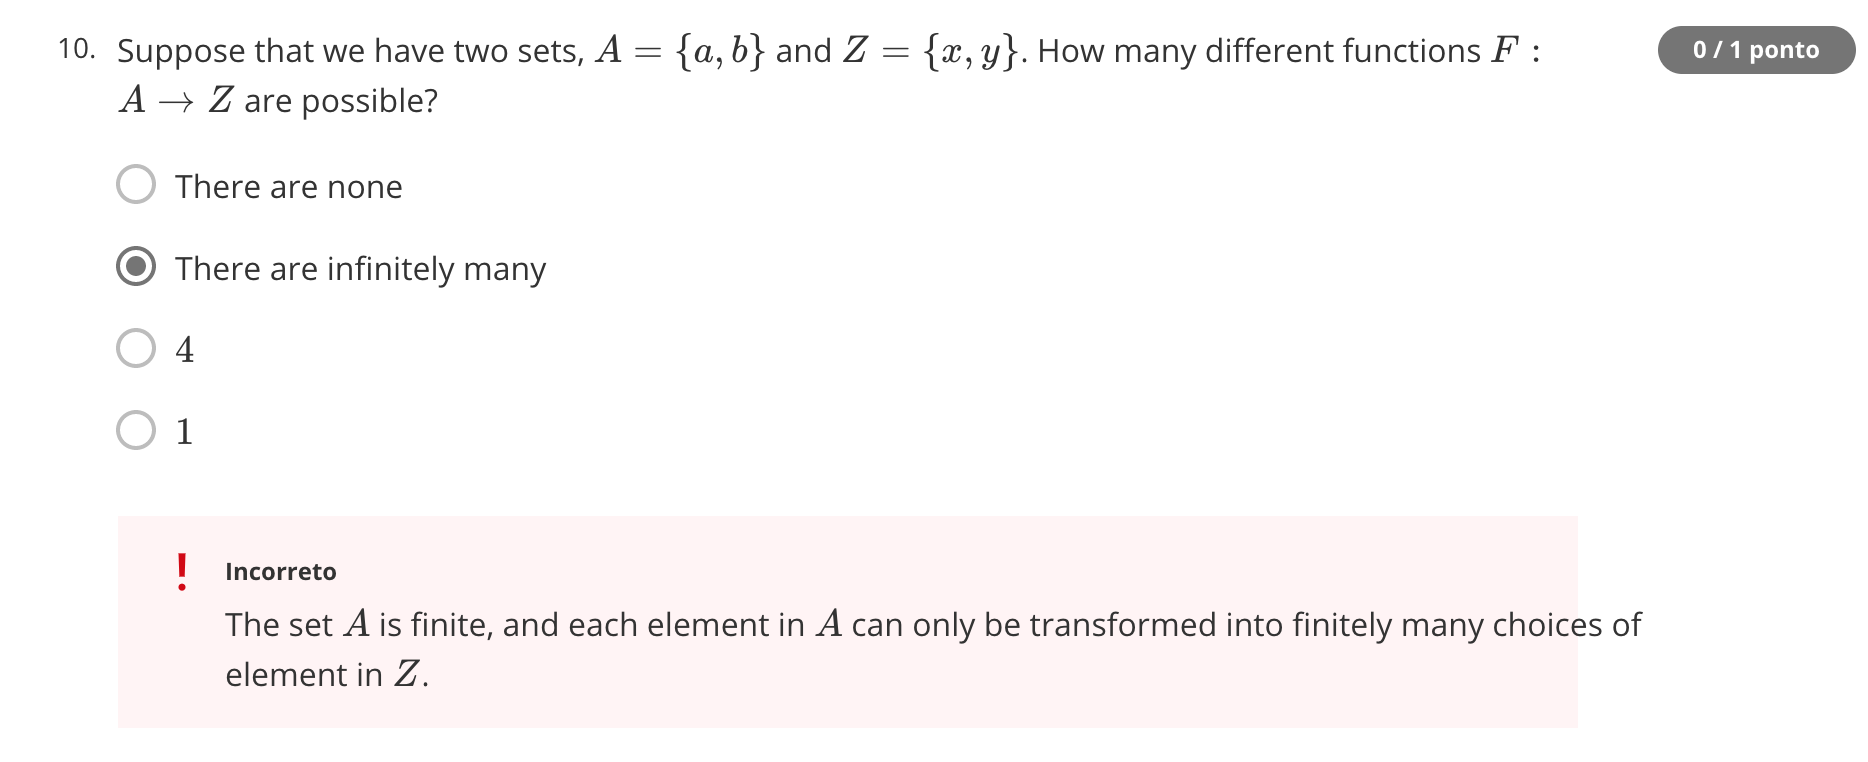 10. Suppose that we have two sets, A = {a, b} and Z = {x, y}. How many different functions F :
0 / 1 ponto
A → Z are possible?
There are none
There are infinitely many
4
1
! Incorreto
The set A is finite, and each element in A can only be transformed into finitely many choices of
element in Z.